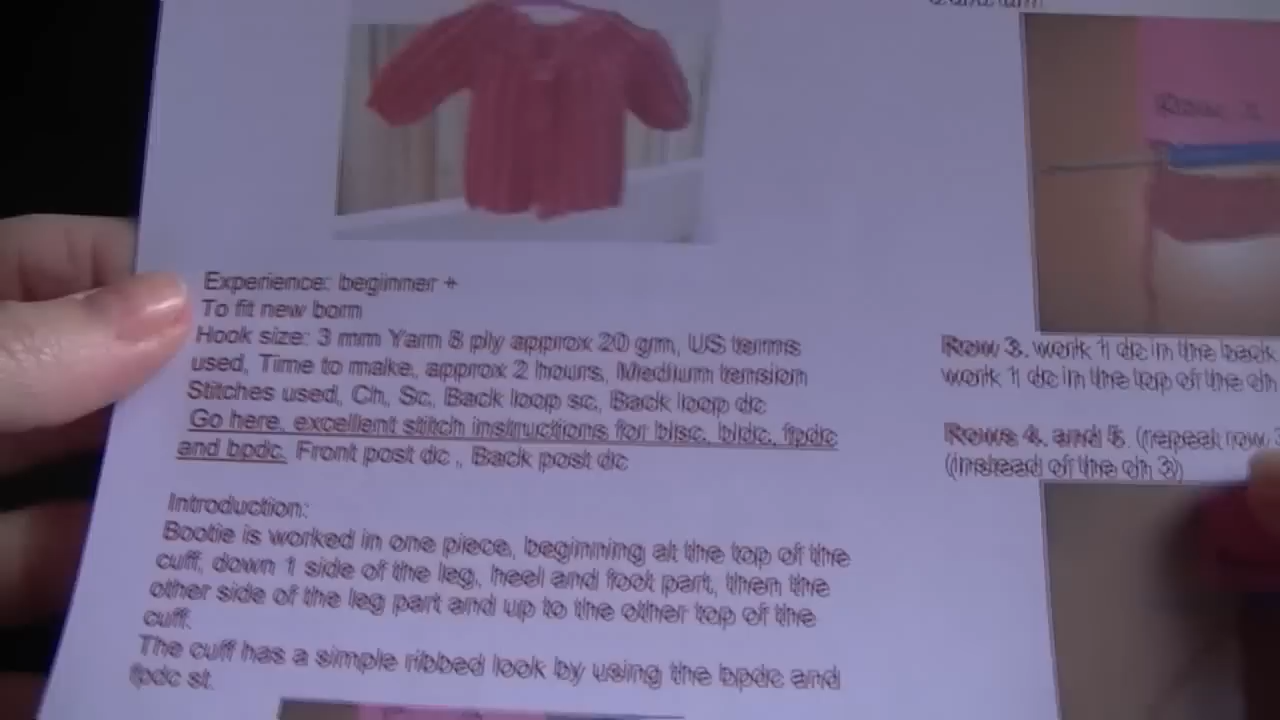 Experience: beginner +
To fit new born
Hook size: 3 mm Yarn 8 ply approx 20 gm, US terms
used, Time to make, approx 2 hours, Medium tension
Stitches used, Ch, Sc, Back loop sc, Back loop dc
Go here, excellent stitch instructions for blsc, bldc, fpdc
and bpdc, Front post dc , Back post dc
Introduction:
Bootie is worked in one piece, beginning at the top of the
cuff, down 1 side of the leg, heel and foot part, then the
other side of the leg part and up to the other top of the
cuff.
The cuff has a simple ribbed look by using the bpdc and
fpdc st.
Row
Row 3. work 1 dc in the back
work 1 dc in the top of the ch
Rows 4. and 5. (repeat row
(instead of the ch 3)